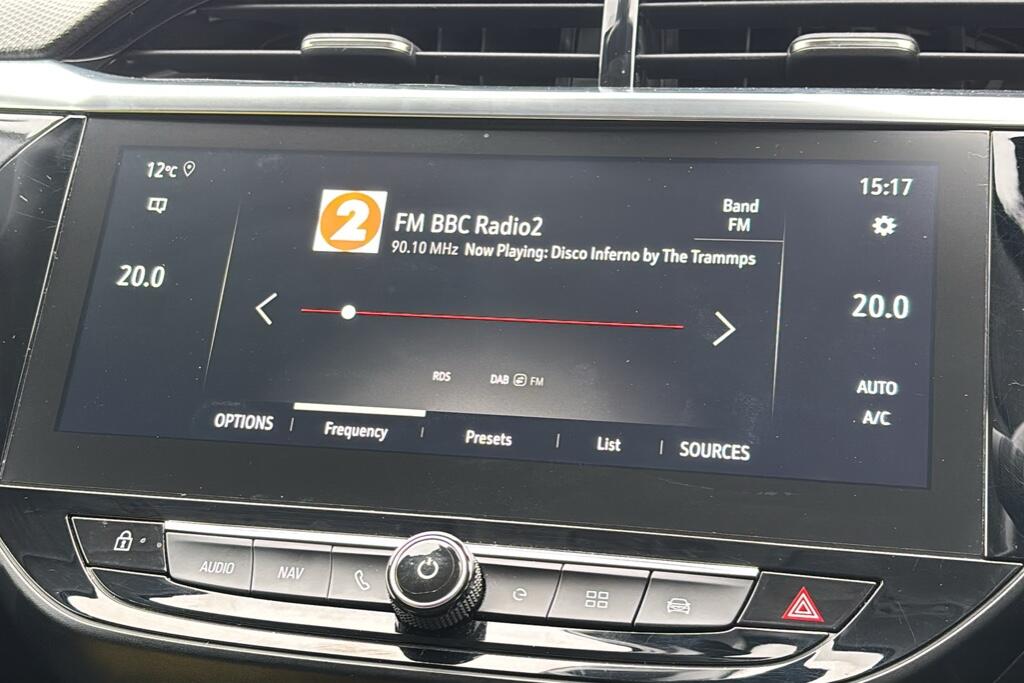 12°C
15:17
2
FM BBC Radio2
Band
FM
90.10 MHz Now Playing: Disco Inferno by The Trammps
20.0
20.0
RDS
DAB FM
AUTO
A/C
OPTIONS | Frequency | Presets | List | SOURCES
AUDIO
NAV